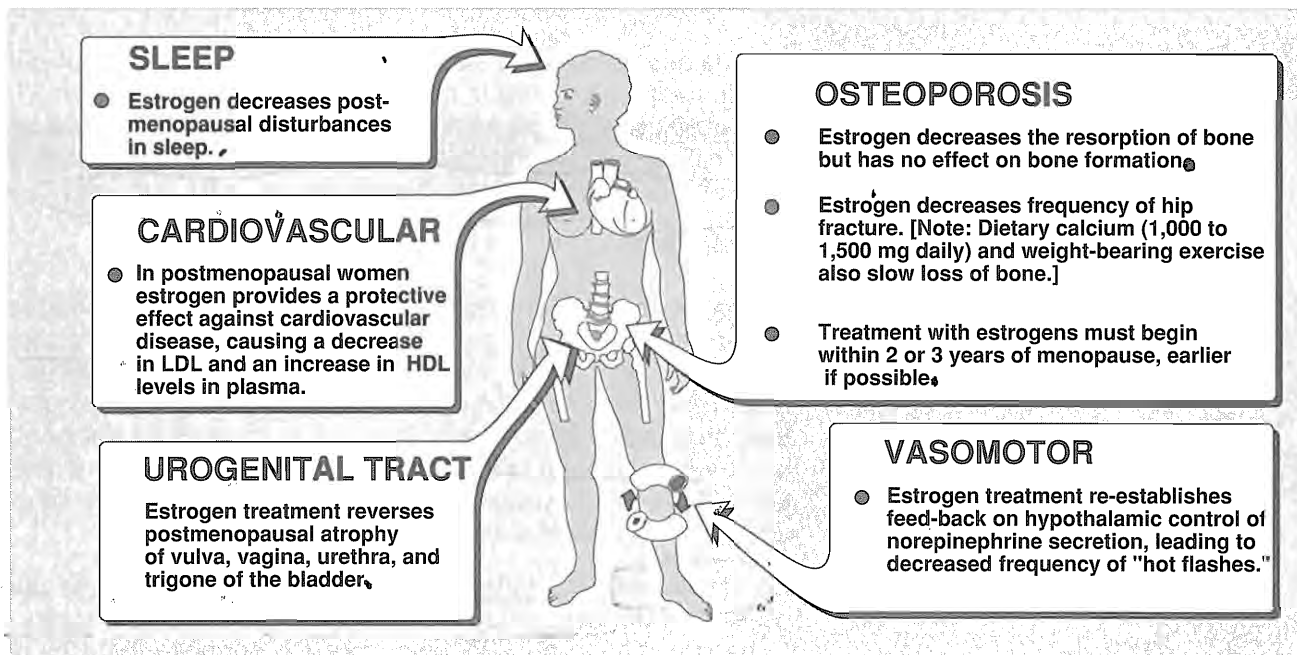 SLEEP
Estrogen decreases post-
menopausal disturbances
in sleep.
CARDIOVASCULAR
In postmenopausal women
estrogen provides a protective
effect against cardiovascular
disease, causing a decrease
in LDL and an increase in HDL
levels in plasma.
UROGENITAL TRACT
Estrogen treatment reverses
postmenopausal atrophy
of vulva, vagina, urethra, and
trigone of the bladder.
OSTEOPOROSIS
Estrogen decreases the resorption of bone
but has no effect on bone formation.
Estrogen decreases frequency of hip
fracture. [Note: Dietary calcium (1,000 to
1,500 mg daily) and weight-bearing exercise
also slow loss of bone.]
Treatment with estrogens must begin
within 2 or 3 years of menopause, earlier
if possible.
VASOMOTOR
Estrogen treatment re-establishes
feed-back on hypothalamic control of
norepinephrine secretion, leading to
decreased frequency of "hot flashes."